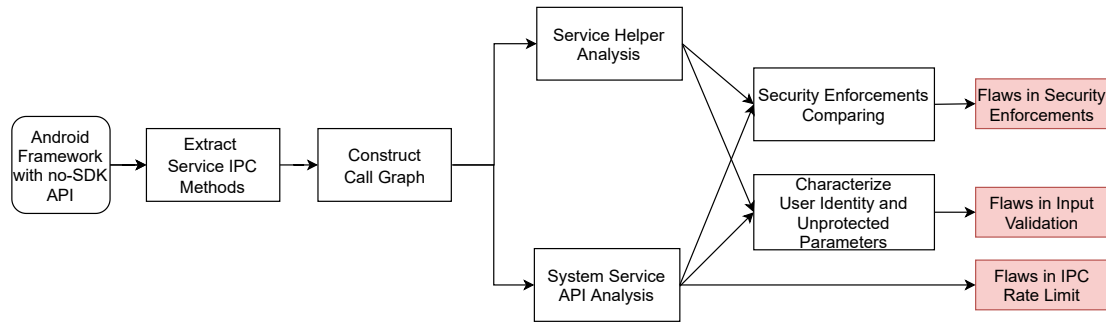 Android
Framework
with no-SDK
API
Extract
Service IPC
Methods
Construct
Call Graph
Service Helper
Analysis
System Service
API Analysis
Security Enforcements
Comparing
Characterize
User Identity and
Unprotected
Parameters
Flaws in Security
Enforcements
Flaws in Input
Validation
Flaws in IPC
Rate Limit